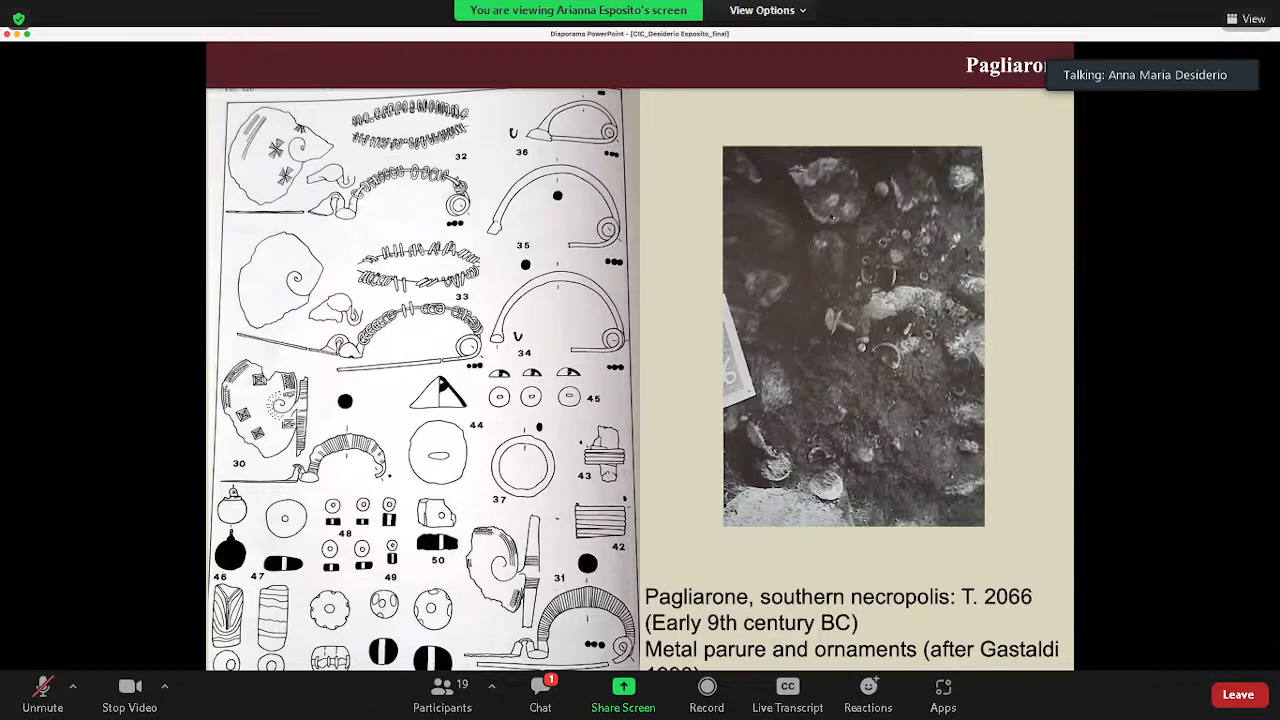 You are viewing Arianna Esposito's screen
View Options
View
Diaporama PowerPoint - [CIC_Desiderio Esposito_final]
Talking: Anna Maria Desiderio
32
36
35
33
34
45
44
30
43
37
48
42
50
46
47
49
31
Pagliarone, southern necropolis: T. 2066
(Early 9th century BC)
Metal parure and ornaments (after Gastaldi
19
1
Unmute
Stop Video
Participants
Chat
Share Screen
Record
CC
Live Transcript
Reactions
Apps
Leave